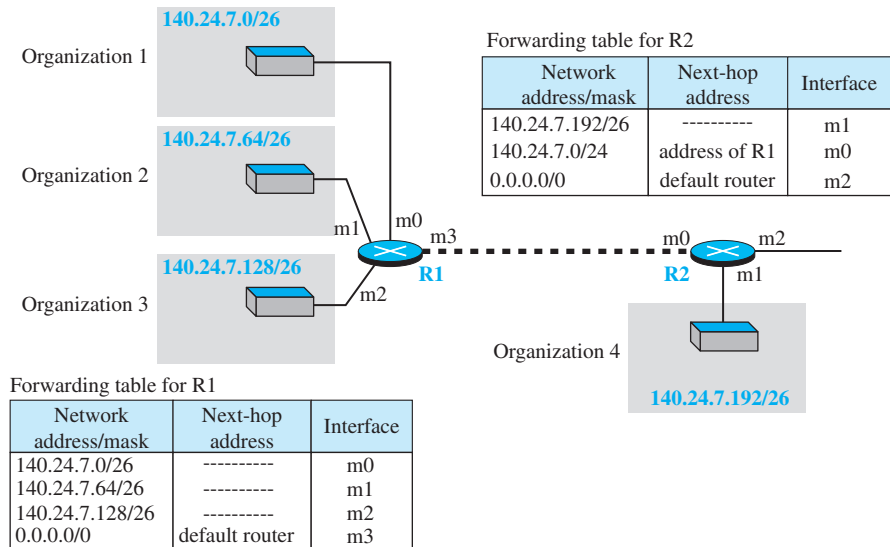 140.24.7.0/26
Organization 1
140.24.7.64/26
Organization 2
140.24.7.128/26
Organization 3
m0
m1
m2
m3
R1
m0
m2
R2
m1
Organization 4
140.24.7.192/26
Forwarding table for R2
Network address/mask Next-hop address Interface
140.24.7.192/26 ---------- m1
140.24.7.0/24 address of R1 m0
0.0.0.0/0 default router m2
Forwarding table for R1
Network address/mask Next-hop address Interface
140.24.7.0/26 ---------- m0
140.24.7.64/26 ---------- m1
140.24.7.128/26 ---------- m2
0.0.0.0/0 default router m3